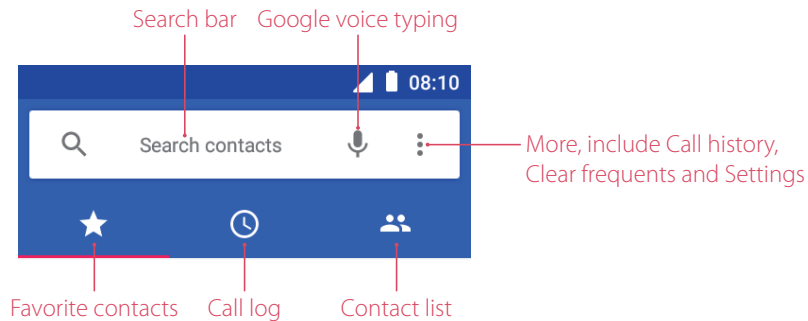 Search bar
Google voice typing
08:10
Search contacts
More, include Call history,
Clear frequents and Settings
Favorite contacts
Call log
Contact list